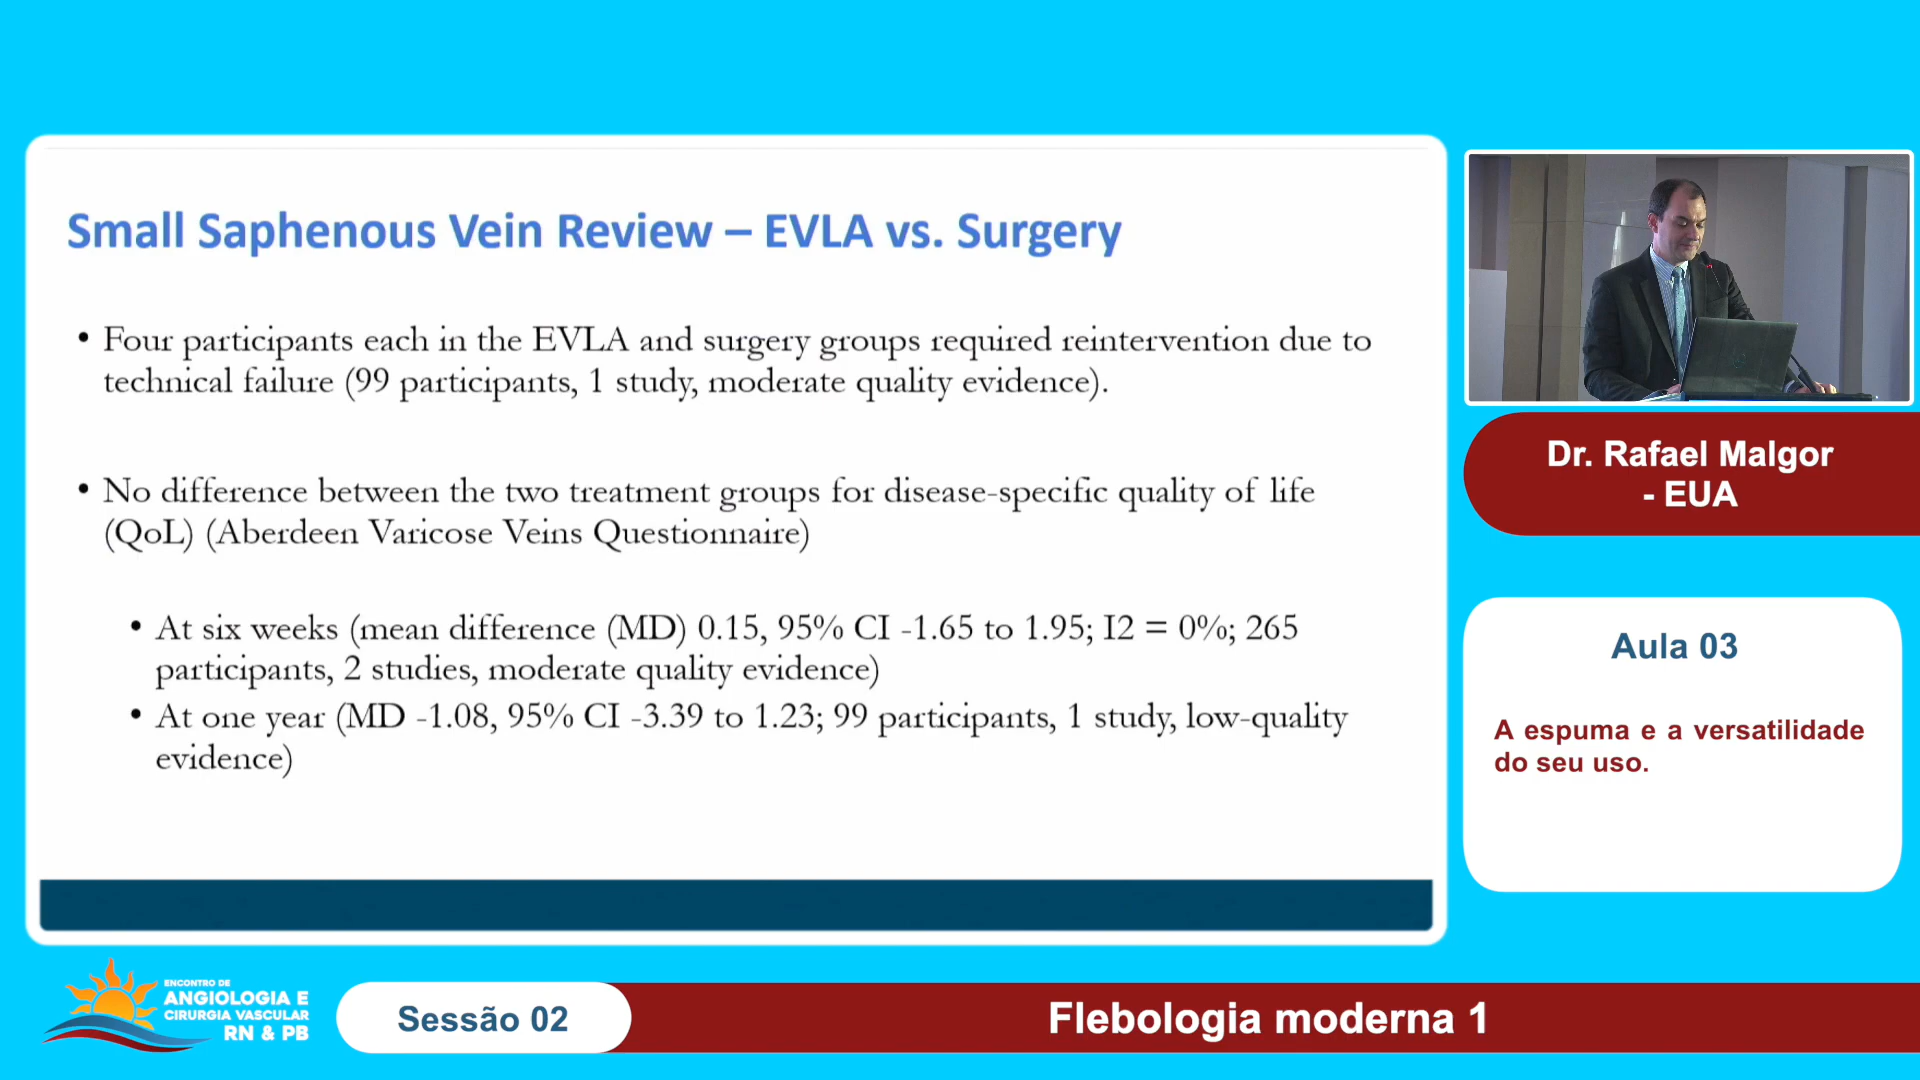 Small Saphenous Vein Review – EVLA vs. Surgery
• Four participants each in the EVLA and surgery groups required reintervention due to
technical failure (99 participants, 1 study, moderate quality evidence).
• No difference between the two treatment groups for disease-specific quality of life
(QoL) (Aberdeen Varicose Veins Questionnaire)
• At six weeks (mean difference (MD) 0.15, 95% CI -1.65 to 1.95; I2 = 0%; 265
participants, 2 studies, moderate quality evidence)
• At one year (MD -1.08, 95% CI -3.39 to 1.23; 99 participants, 1 study, low-quality
evidence)
Dr. Rafael Malgor
- EUA
Aula 03
A espuma e a versatilidade
do seu uso.
ENCONTRO DE
ANGIOLOGIA E
CIRURGIA VASCULAR
RN & PB
Sessão 02
Flebologia moderna 1